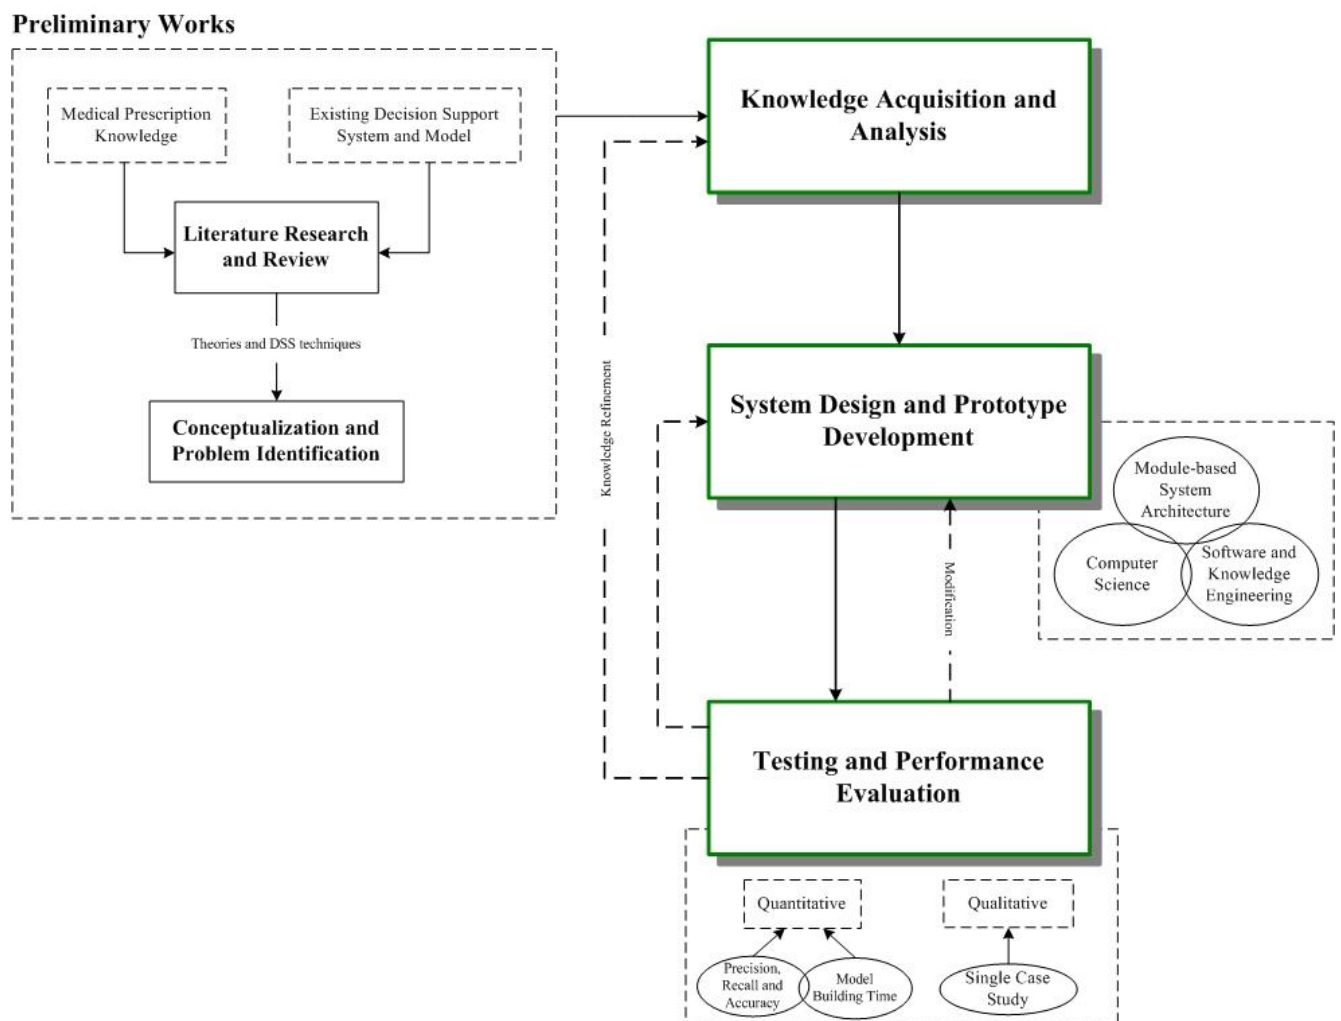 Preliminary Works
Medical Prescription
Knowledge
Existing Decision Support
System and Model
Literature Research
and Review
Theories and DSS techniques
Conceptualization and
Problem Identification
Knowledge Acquisition and
Analysis
Knowledge Refinement
System Design and Prototype
Development
Module-based
System
Architecture
Computer
Science
Software and
Knowledge
Engineering
Modification
Testing and Performance
Evaluation
Quantitative
Qualitative
Precision,
Recall and
Accuracy
Model
Building Time
Single Case
Study